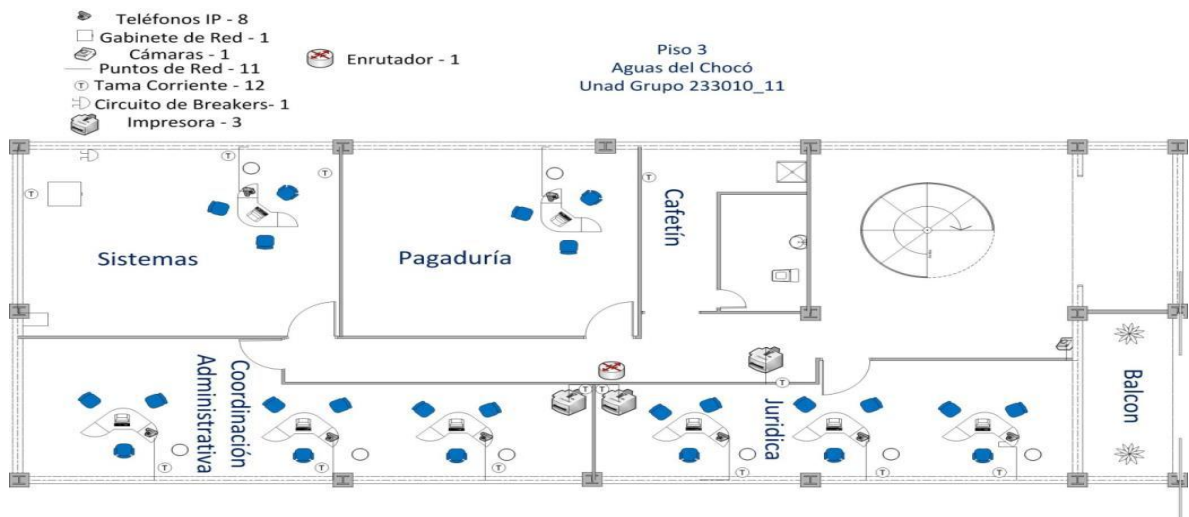 Teléfonos IP - 8
Gabinete de Red - 1
Cámaras - 1
Puntos de Red - 11
T Tama Corriente - 12
Circuito de Breakers- 1
Impresora - 3
Enrutador - 1
Piso 3
Aguas del Chocó
Unad Grupo 233010_11
T
T
T
T
Sistemas
Pagaduría
Cafetín
Coordinación
Administrativa
T
T
T
Juridica
Balcon
T
T
T
T
T
T